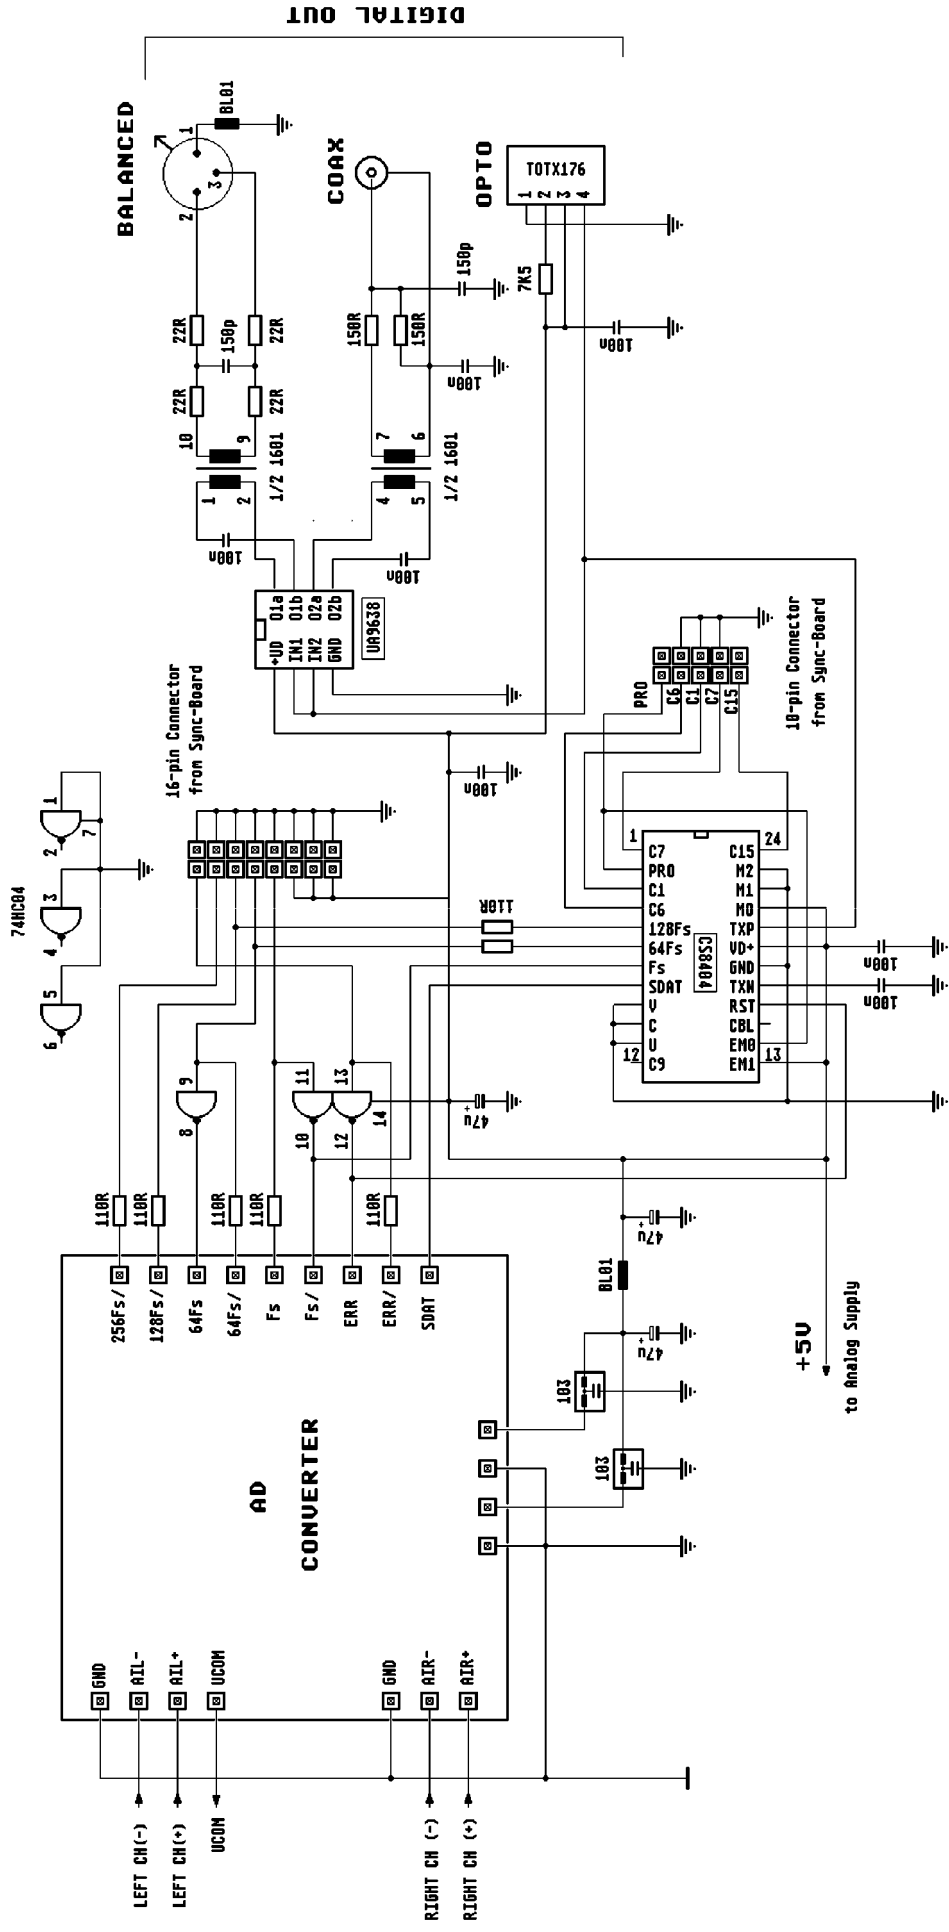 DIGITAL OUT
BALANCED
1
2
3
BL01
COAX
OPTO
TOTX176
1
2
3
4
22R
22R
150p
22R
22R
10
9
1
2
1/2 1601
100n
150R
150R
150p
100n
7
6
4
5
1/2 1601
100n
7K5
100n
O1a
O1b
O2a
O2b
+VD
IN1
IN2
GND
UA9638
16-pin Connector
from Sync-Board
100n
74HC04
1
2
7
3
4
5
6
PRO
C6
C1
C7
C15
10-pin Connector
from Sync-Board
110R
1
24
C7
PRO
C1
C6
128Fs
64Fs
Fs
SDAT
V
C
U
12
C9
CS8404
C15
M2
M1
M0
TXP
VD+
GND
TXN
RST
CBL
EM0
EM1
13
100n
100n
9
8
11
10
13
12
14
47u
+
110R
110R
110R
110R
110R
256Fs/
128Fs/
64Fs
64Fs/
Fs
Fs/
ERR
ERR/
SDAT
47u
+
BL01
47u
+
103
103
+5V
to Analog Supply
AD
CONVERTER
GND
AIL-
AIL+
VCOM
GND
AIR-
AIR+
LEFT CH(-)
LEFT CH(+)
VCOM
RIGHT CH (-)
RIGHT CH (+)